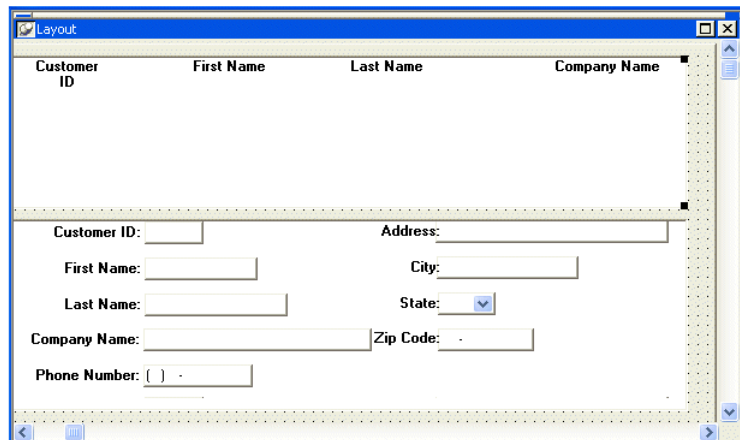 Layout
Customer ID First Name Last Name Company Name
Customer ID: Address:
First Name: City:
Last Name: State:
Company Name: Zip Code: -
Phone Number: ( ) -